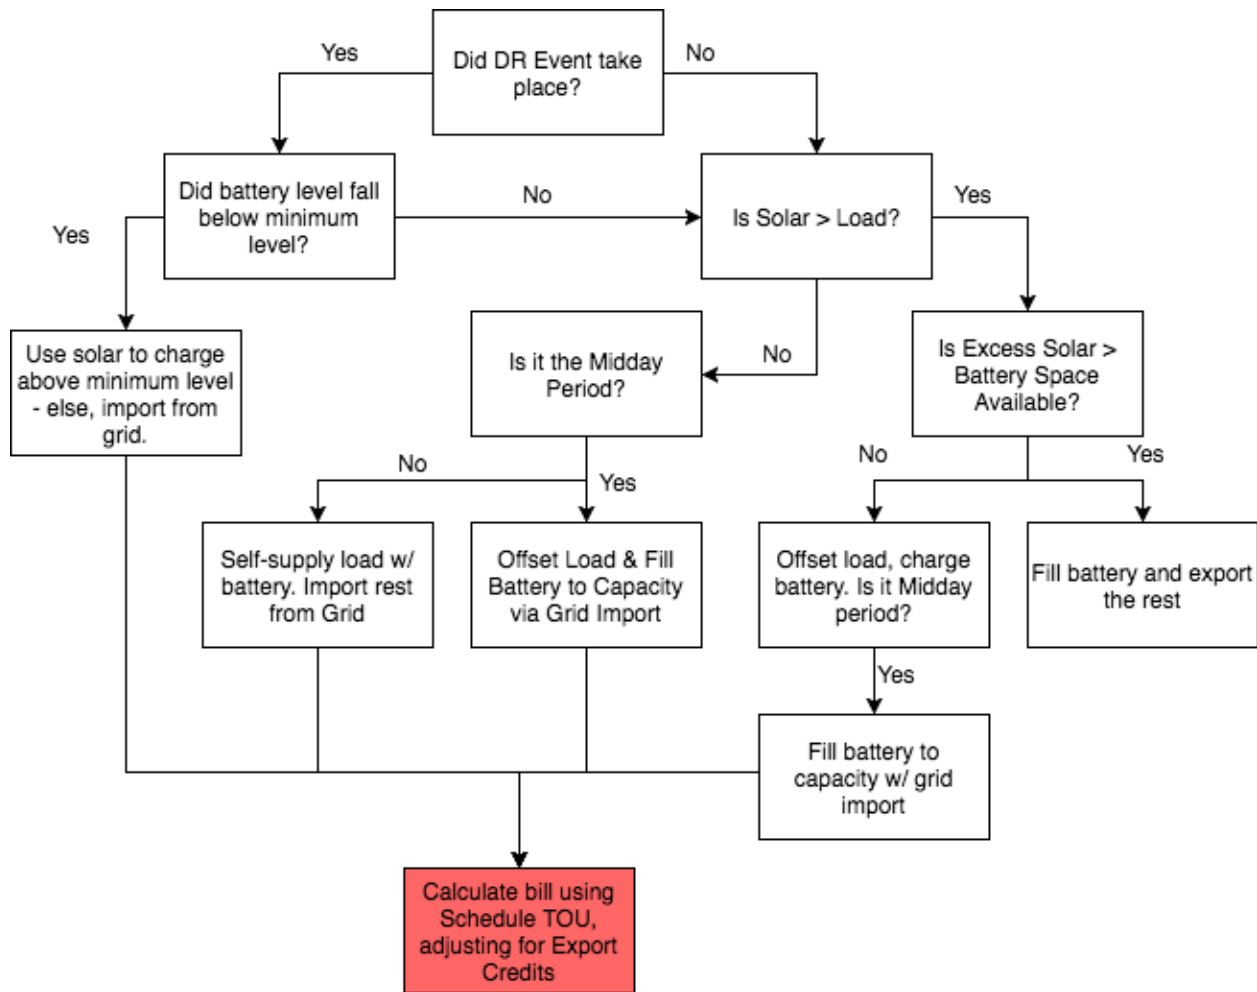 Yes
Did DR Event take
place?
No
Did battery level fall
below minimum
level?
No
Is Solar > Load?
Yes
Yes
Use solar to charge
above minimum level
- else, import from
grid.
Is it the Midday
Period?
No
Is Excess Solar >
Battery Space
Available?
No
Yes
No
Yes
Self-supply load w/
battery. Import rest
from Grid
Offset Load & Fill
Battery to Capacity
via Grid Import
Offset load, charge
battery. Is it Midday
period?
Fill battery and export
the rest
Yes
Fill battery to
capacity w/ grid
import
Calculate bill using
Schedule TOU,
adjusting for Export
Credits